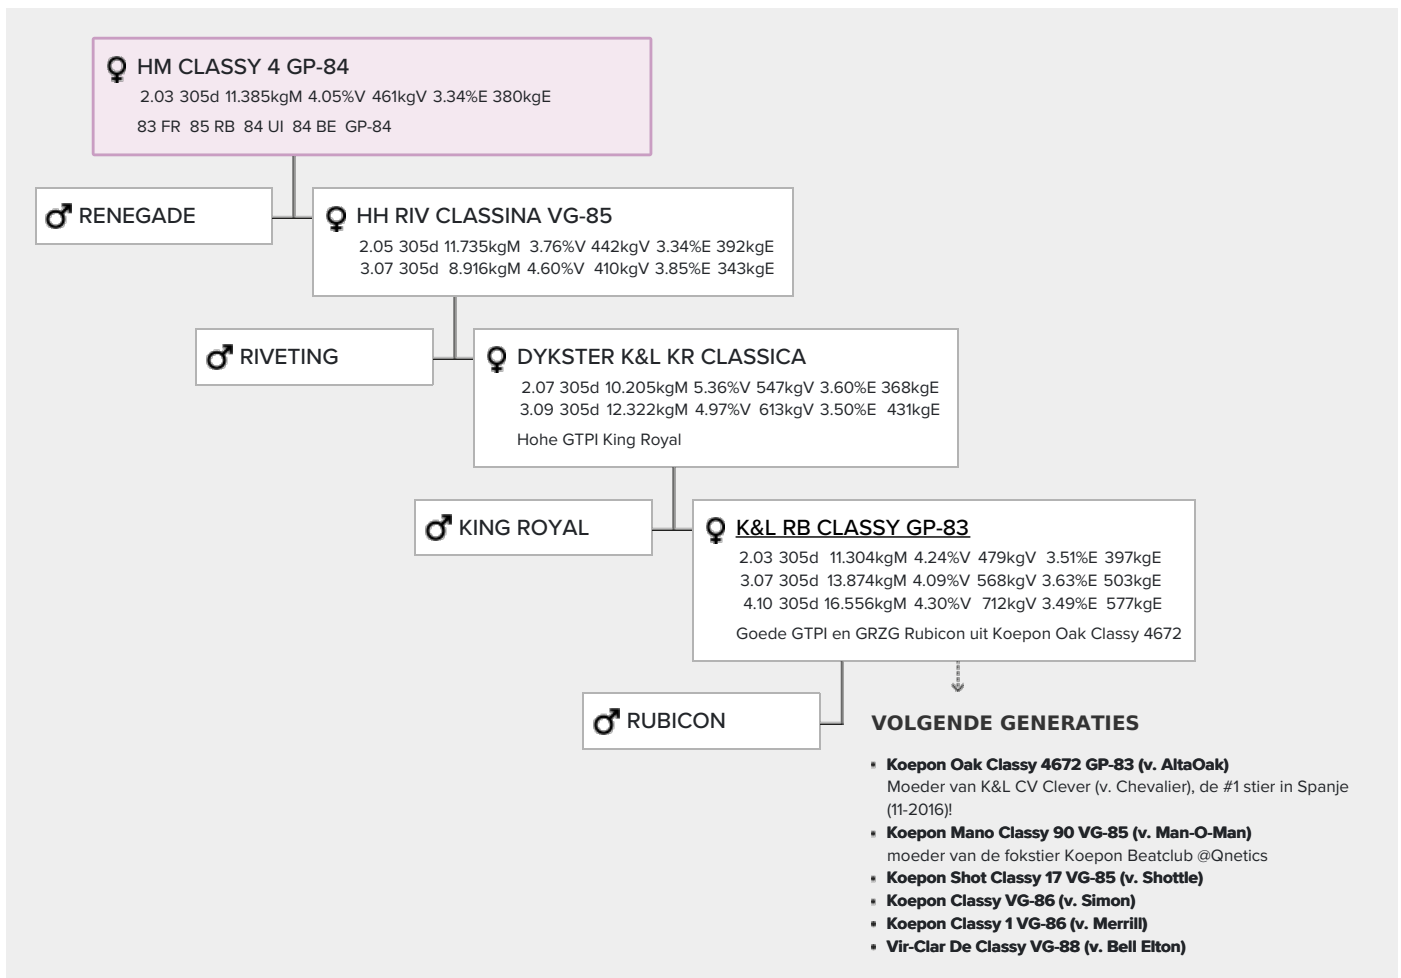 HM CLASSY 4 GP-84
2.03 305d 11.385kgM 4.05%V 461kgV 3.34%E 380kgE
83 FR 85 RB 84 UI 84 BE GP-84
RENEGADE
HH RIV CLASSINA VG-85
2.05 305d 11.735kgM 3.76%V 442kgV 3.34%E 392kgE
3.07 305d 8.916kgM 4.60%V 410kgV 3.85%E 343kgE
RIVETING
DYKSTER K&L KR CLASSICA
2.07 305d 10.205kgM 5.36%V 547kgV 3.60%E 368kgE
3.09 305d 12.322kgM 4.97%V 613kgV 3.50%E 431kgE
Hohe GTPI King Royal
KING ROYAL
K&L RB CLASSY GP-83
2.03 305d 11.304kgM 4.24%V 479kgV 3.51%E 397kgE
3.07 305d 13.874kgM 4.09%V 568kgV 3.63%E 503kgE
4.10 305d 16.556kgM 4.30%V 712kgV 3.49%E 577kgE
Goede GTPI en GRZG Rubicon uit Koepon Oak Classy 4672
RUBICON
VOLGENDE GENERATIES
Koepon Oak Classy 4672 GP-83 (v. AltaOak)
Moeder van K&L CV Clever (v. Chevalier), de #1 stier in Spanje
(11-2016)!
Koepon Mano Classy 90 VG-85 (v. Man-O-Man)
moeder van de fokstier Koepon Beatclub @Qnetics
Koepon Shot Classy 17 VG-85 (v. Shottle)
Koepon Classy VG-86 (v. Simon)
Koepon Classy 1 VG-86 (v. Merrill)
Vir-Clar De Classy VG-88 (v. Bell Elton)